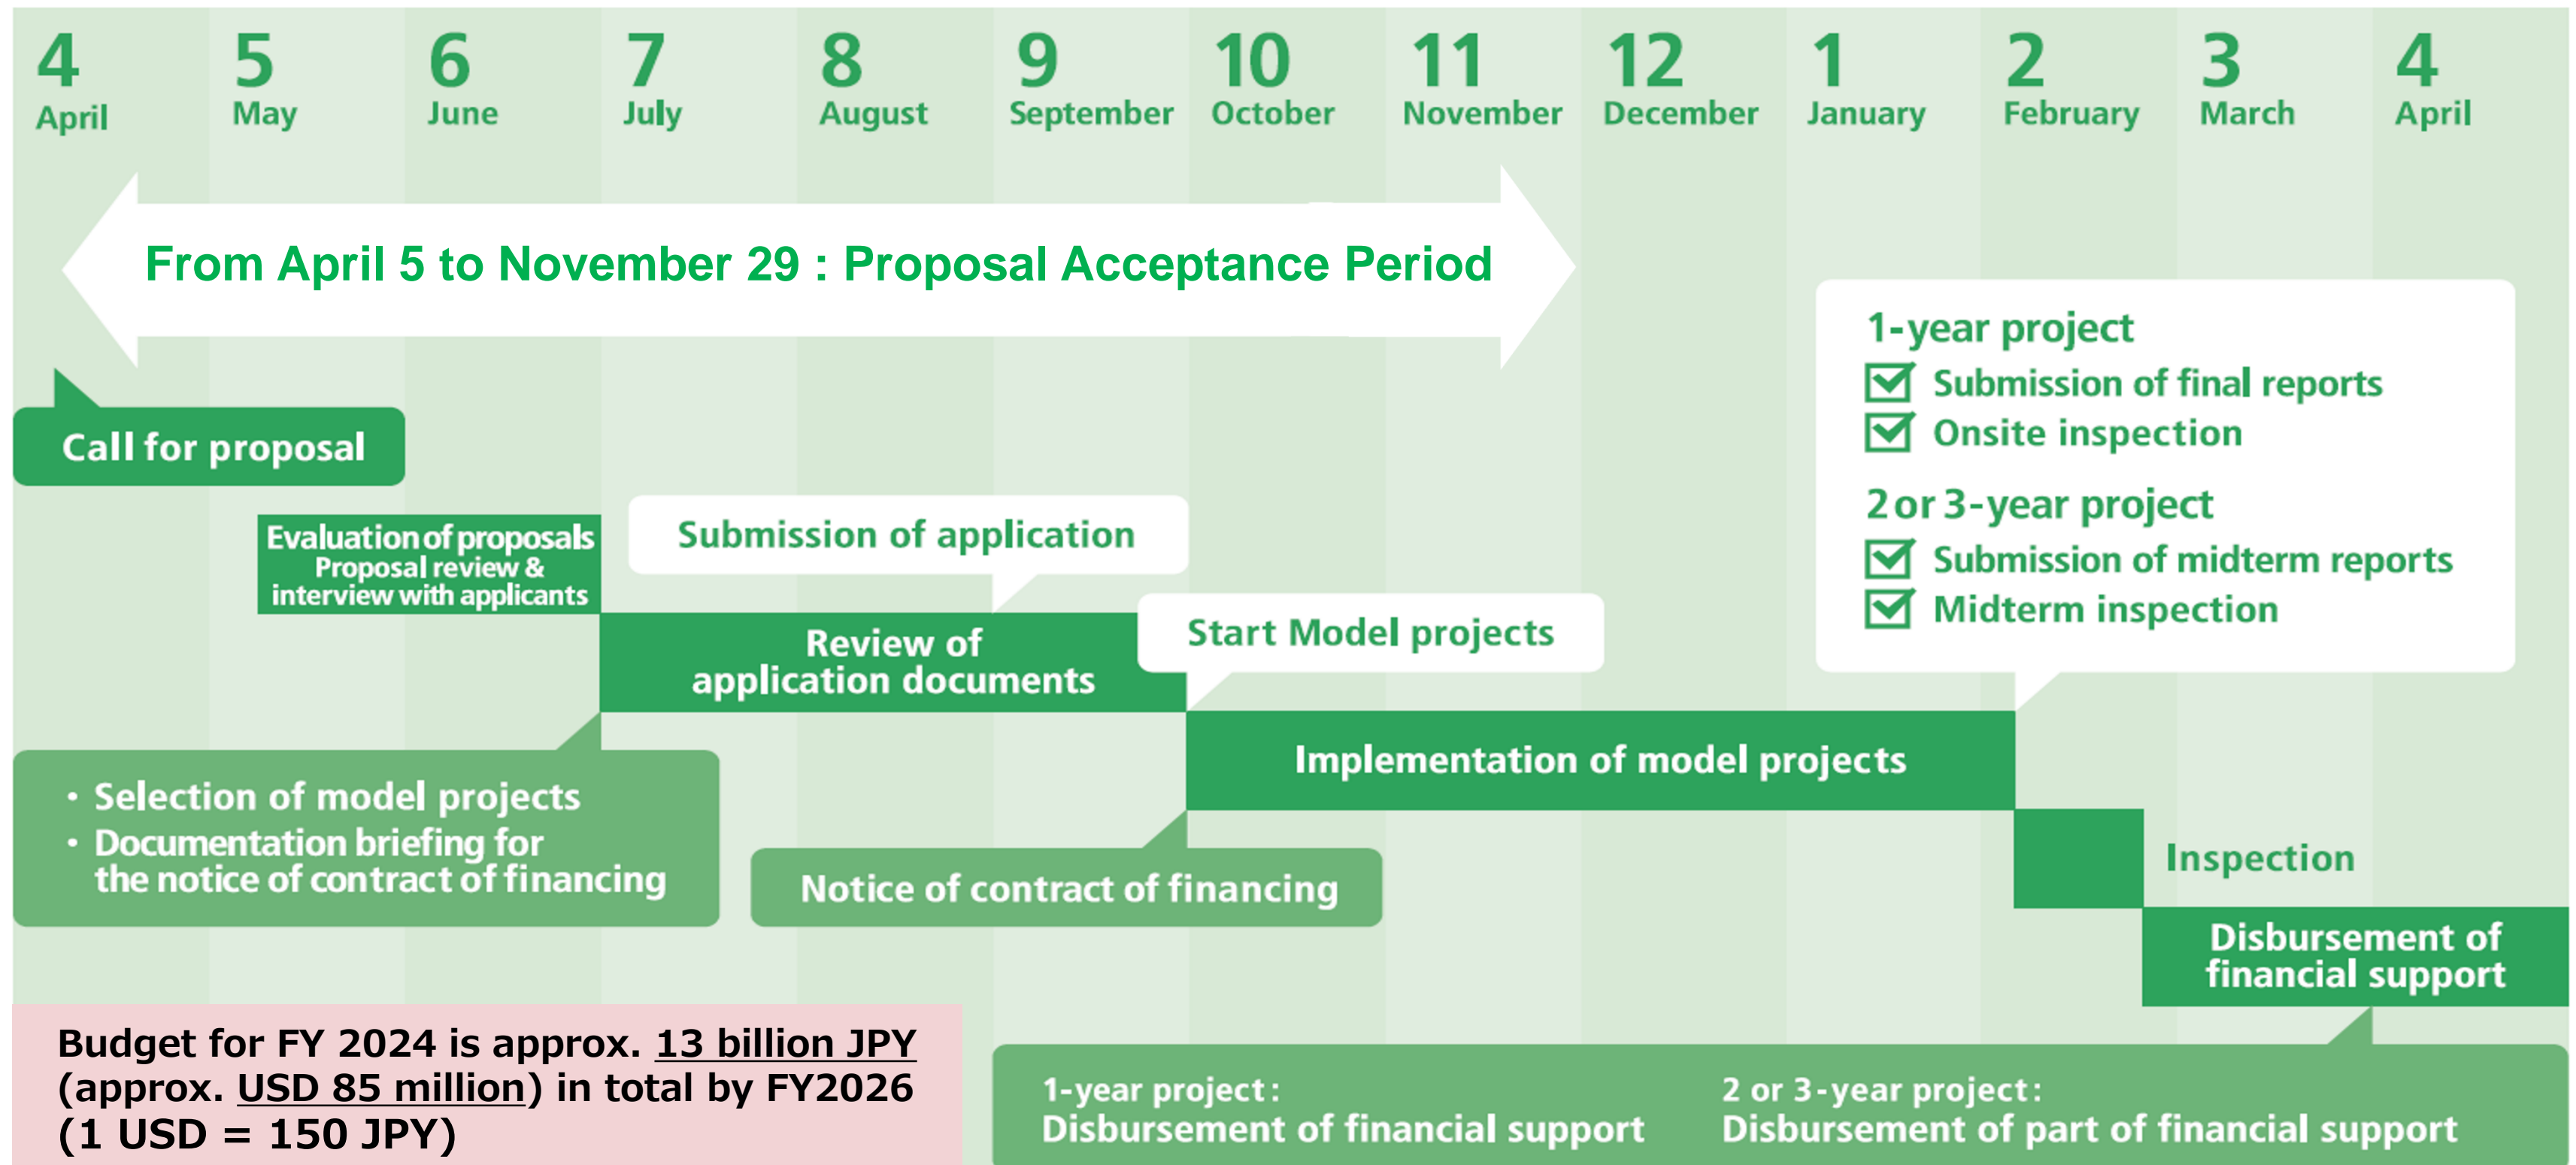 4 5 6 7 8 9 10 11 12 1 2 3 4
April May June July August September October November December January February March April
From April 5 to November 29 : Proposal Acceptance Period
Call for proposal
Evaluation of proposals
Proposal review &
interview with applicants
Submission of application
Review of
application documents
Start Model projects
1-year project
Submission of final reports
Onsite inspection
2 or 3-year project
Submission of midterm reports
Midterm inspection
・ Selection of model projects
・ Documentation briefing for
the notice of contract of financing
Implementation of model projects
Notice of contract of financing
Inspection
Disbursement of
financial support
Budget for FY 2024 is approx. 13 billion JPY
(approx. USD 85 million) in total by FY2026
(1 USD = 150 JPY)
1-year project:
Disbursement of financial support
2 or 3-year project:
Disbursement of part of financial support